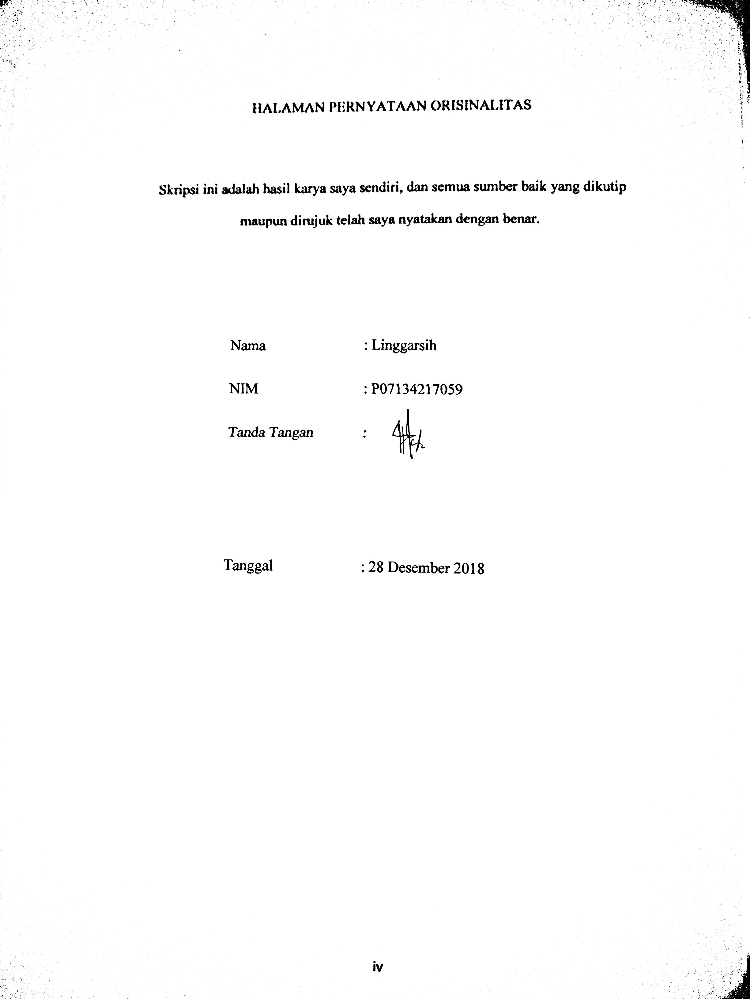 HALAMAN PERNYATAAN ORISINALITAS
Skripsi ini adalah hasil karya saya sendiri, dan semua sumber baik yang dikutip
maupun dirujuk telah saya nyatakan dengan benar.
Nama : Linggarsih
NIM : P07134217059
Tanda Tangan :
Tanggal : 28 Desember 2018
iv